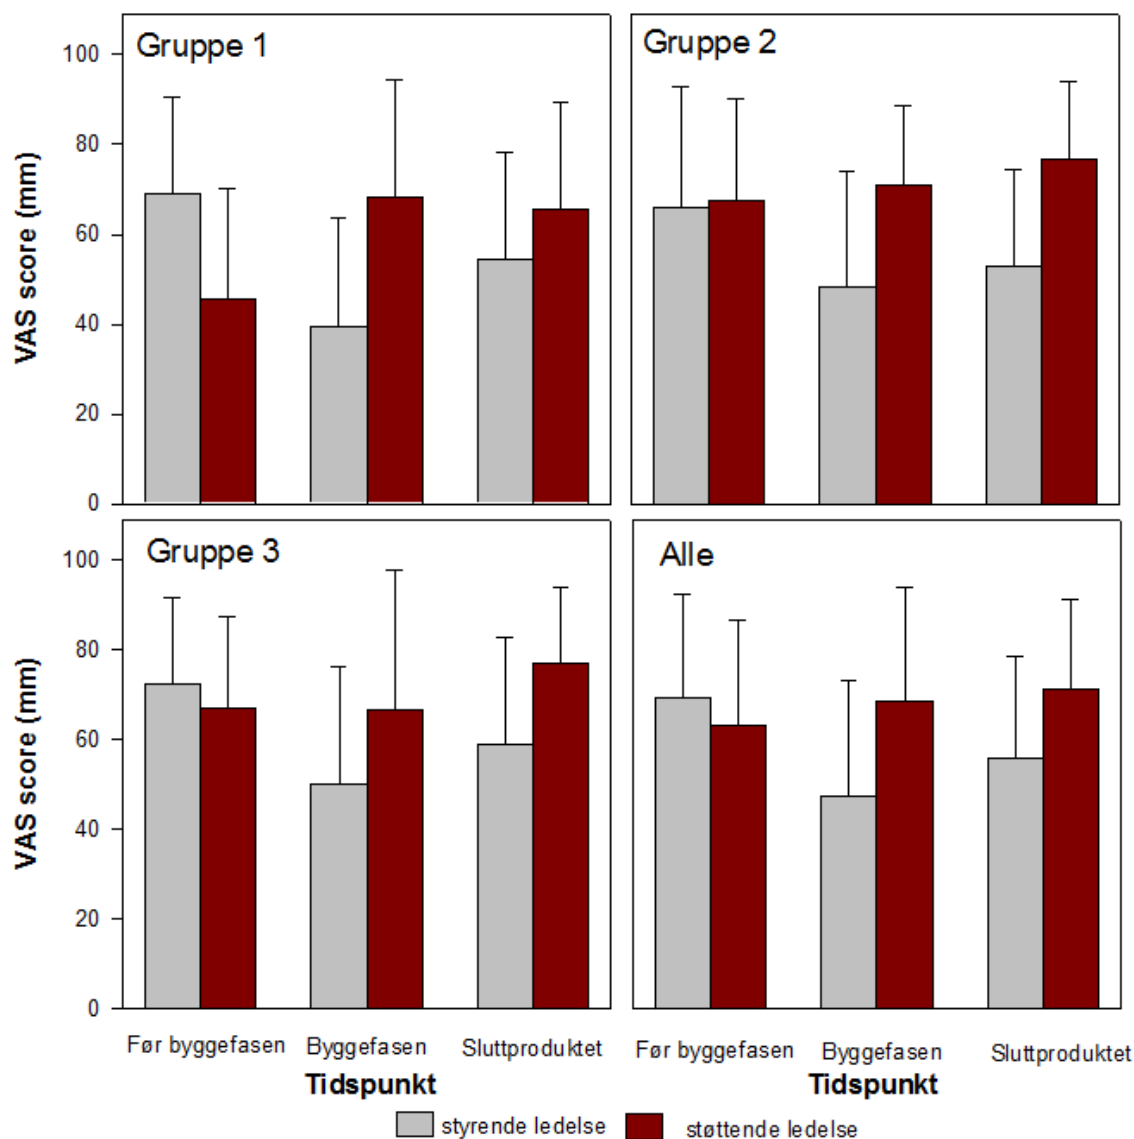 Gruppe 1
Gruppe 2
VAS score (mm)
100
80
60
40
20
0
Gruppe 3
Alle
VAS score (mm)
100
80
60
40
20
0
Før byggefasen Byggefasen Sluttproduktet
Før byggefasen Byggefasen Sluttproduktet
Tidspunkt
Tidspunkt
styrende ledelse støttende ledelse